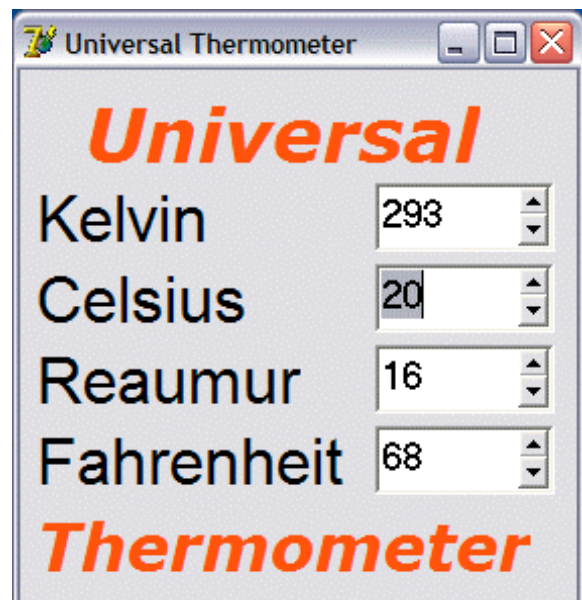 Universal Thermometer
Universal
Kelvin 293
Celsius 20
Reaumur 16
Fahrenheit 68
Thermometer